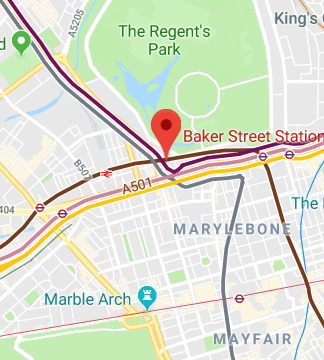 A5205
The Regent's
Park
King's
d
Baker Street Station
B507
A501
404
MARYLEBONE
The
Marble Arch
MAYFAIR